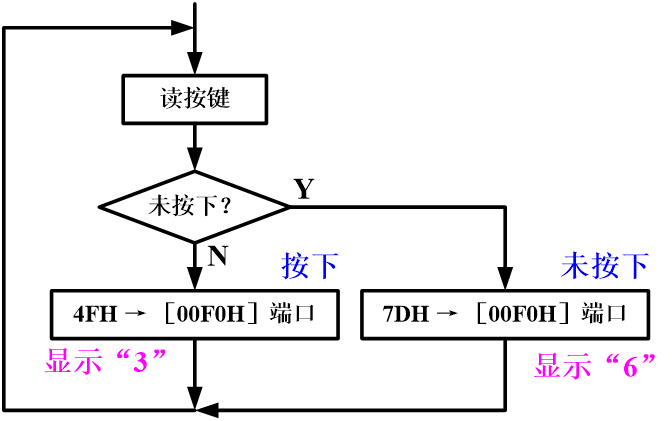 读按键
未按下？
Y
N
按下
未按下
4FH → ［00F0H］端口
7DH → ［00F0H］端口
显示“3”
显示“6”